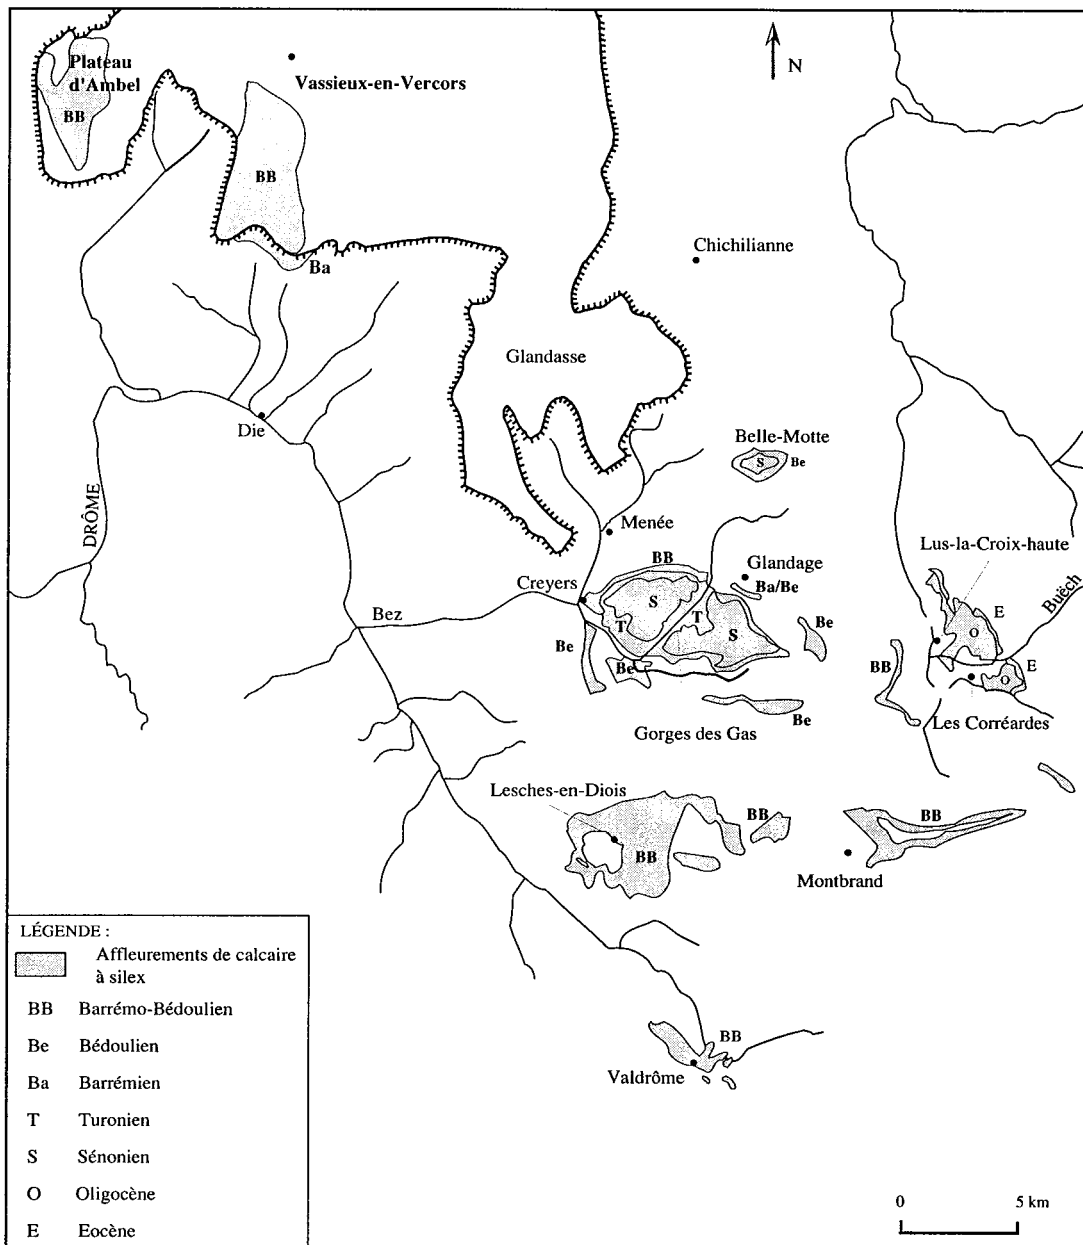 Plateau
d'Ambel
BB
Vassieux-en-Vercors
N
BB
Ba
Chichilianne
Glandasse
Die
DRÔME
Belle-Motte
S
Be
Menée
Lus-la-Croix-haute
BB
Glandage
Ba/Be
Creyers
Bez
S
T
T
S
Be
Be
Be
BB
E
O
Buëch
E
O
Les Corréardes
Be
Gorges des Gas
Lesches-en-Diois
BB
BB
BB
Montbrand
BB
Valdrôme
LÉGENDE :
Affleurements de calcaire
à silex
BB Barrémo-Bédoulien
Be Bédoulien
Ba Barrémien
T Turonien
S Sénonien
O Oligocène
E Eocène
0 5 km